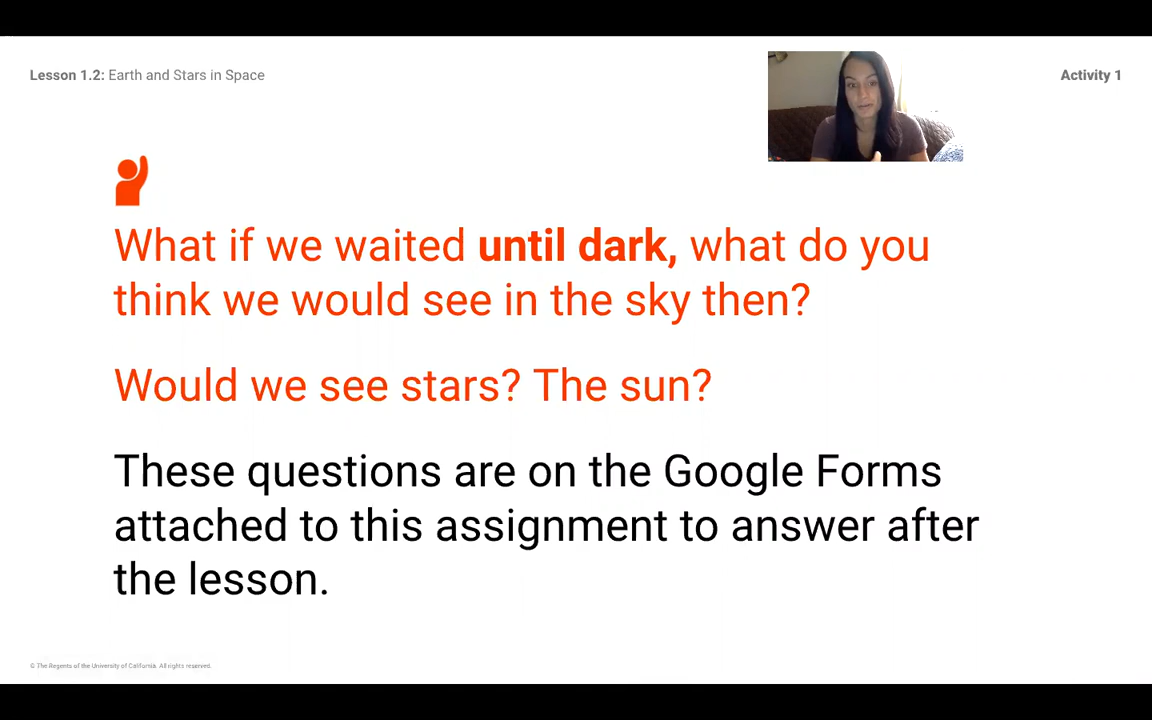 Lesson 1.2: Earth and Stars in Space
Activity 1
What if we waited until dark, what do you
think we would see in the sky then?
Would we see stars? The sun?
These questions are on the Google Forms
attached to this assignment to answer after
the lesson.
© The Regents of the University of California. All rights reserved.